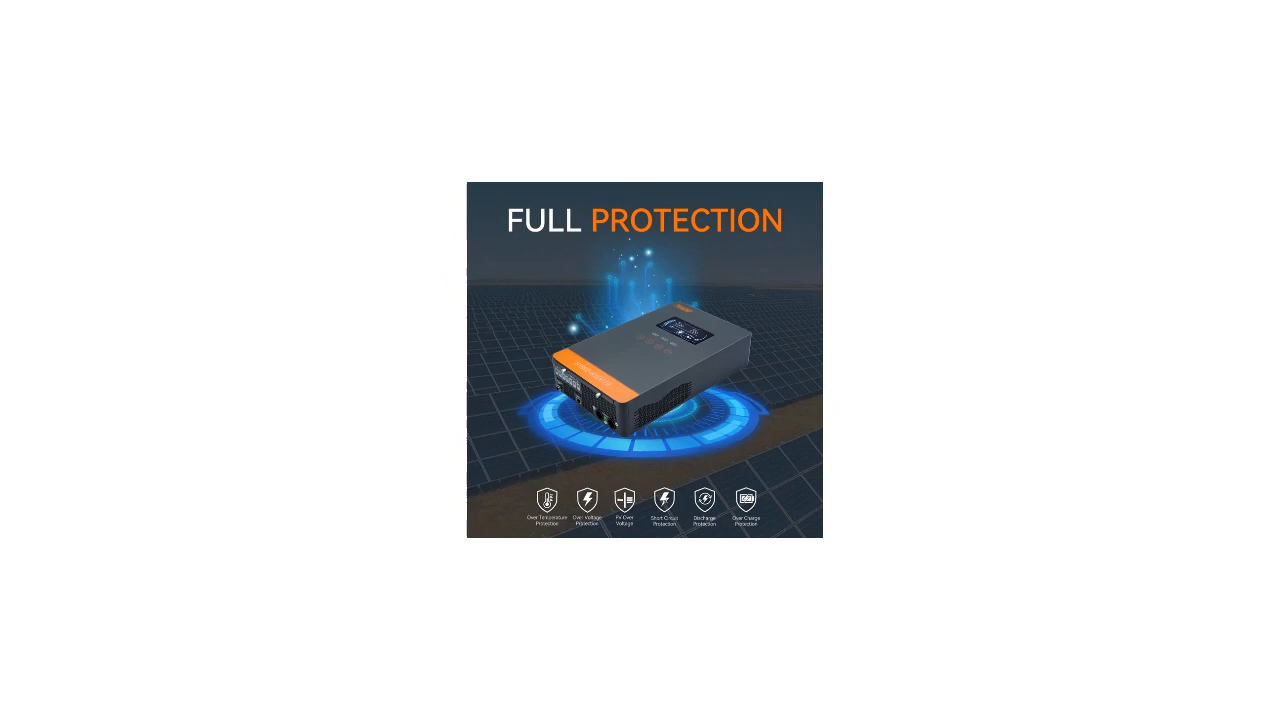 FULL PROTECTION
Over Temperature
Protection
Over Voltage
Protection
PV Over
Voltage
Short Circuit
Protection
Discharge
Protection
Over Charge
Protection